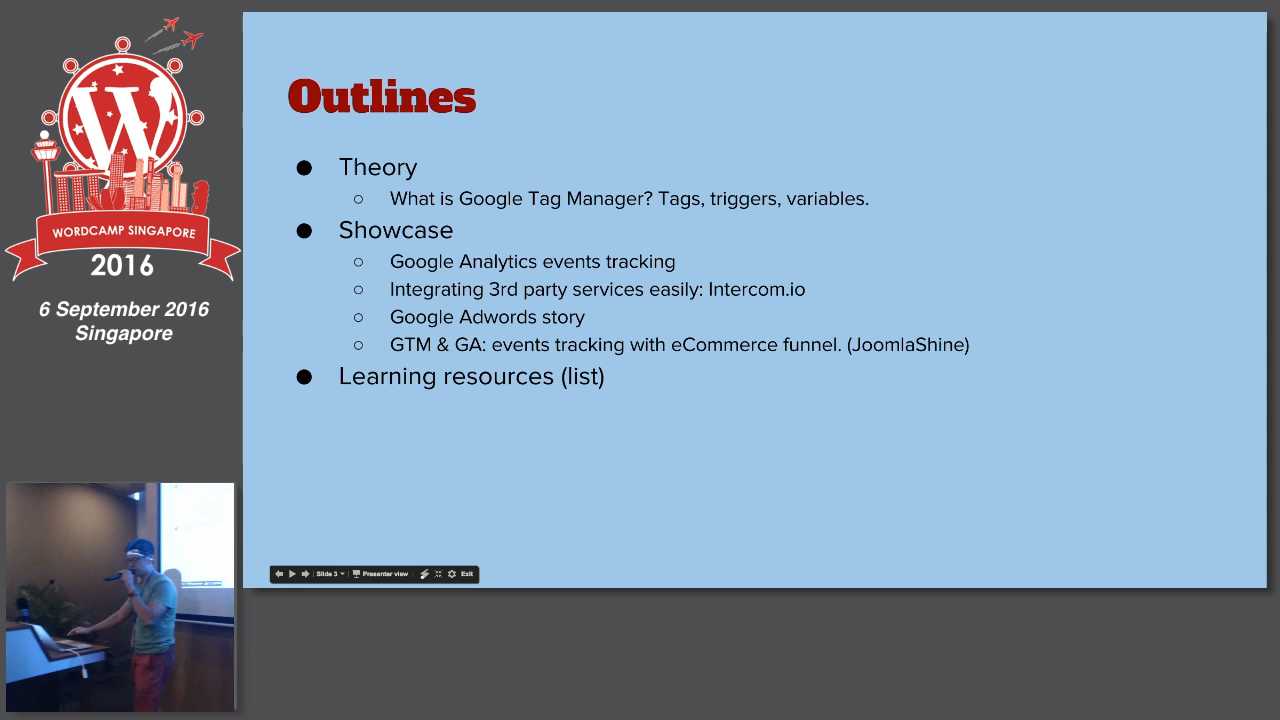 W
WORDCAMP SINGAPORE
2016
6 September 2016
Singapore
Outlines
● Theory
○ What is Google Tag Manager? Tags, triggers, variables.
● Showcase
○ Google Analytics events tracking
○ Integrating 3rd party services easily: Intercom.io
○ Google Adwords story
○ GTM & GA: events tracking with eCommerce funnel. (JoomlaShine)
● Learning resources (list)
Slide 3 Presenter view Exit